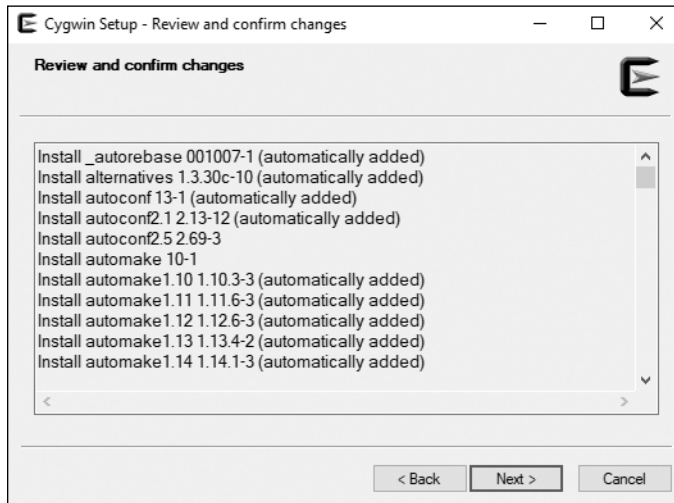 Cygwin Setup - Review and confirm changes
Review and confirm changes
Install _autorebase 001007-1 (automatically added)
Install alternatives 1.3.30c-10 (automatically added)
Install autoconf 13-1 (automatically added)
Install autoconf2.1 2.13-12 (automatically added)
Install autoconf2.5 2.69-3
Install automake 10-1
Install automake1.10 1.10.3-3 (automatically added)
Install automake1.11 1.11.6-3 (automatically added)
Install automake1.12 1.12.6-3 (automatically added)
Install automake1.13 1.13.4-2 (automatically added)
Install automake1.14 1.14.1-3 (automatically added)
< Back Next > Cancel